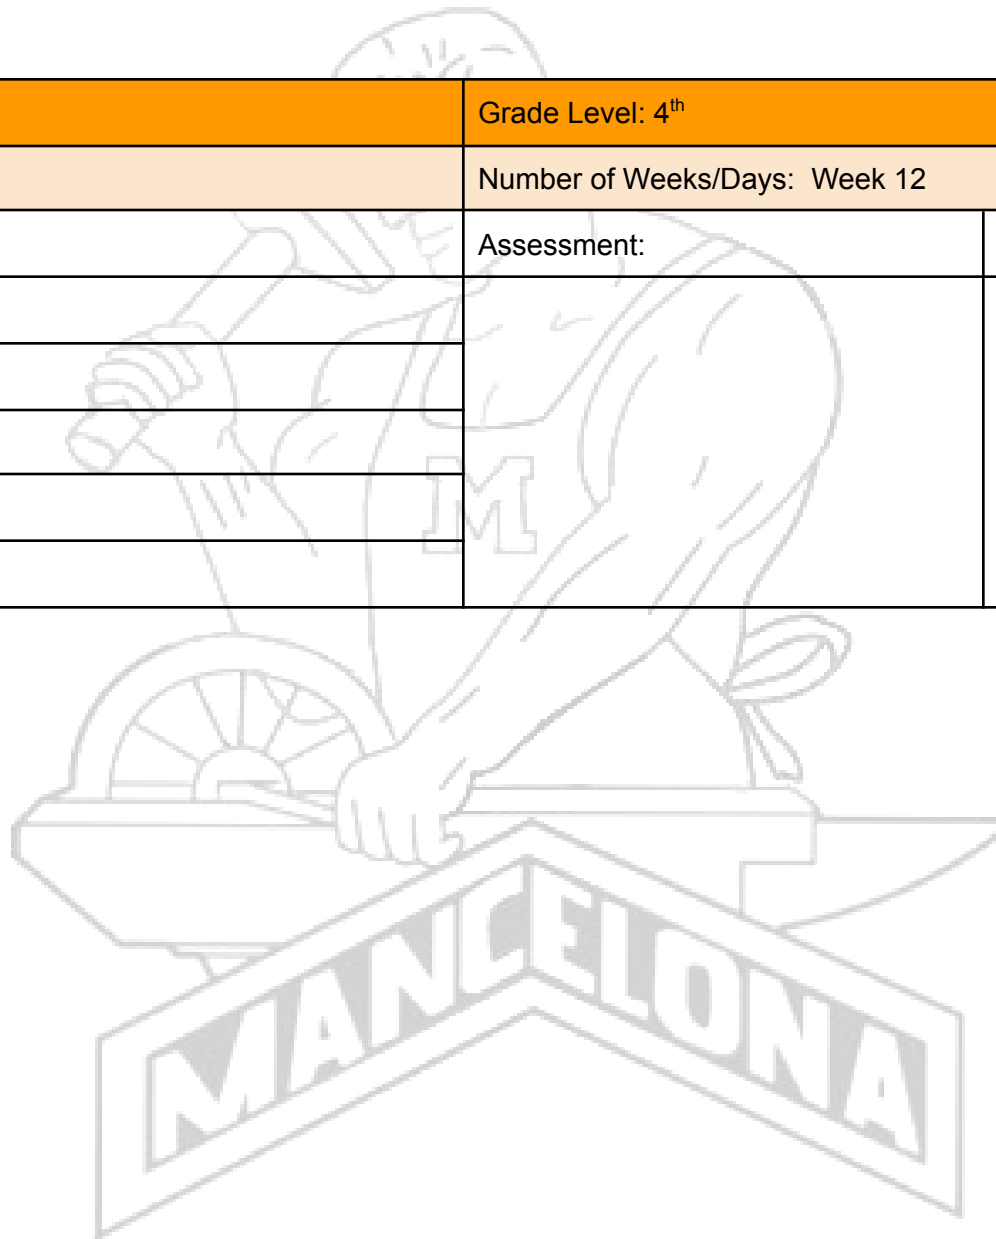 Grade Level: 4th
Number of Weeks/Days: Week 12
Assessment:
M
MANCELONA